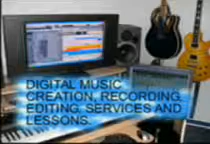 DIGITAL MUSIC
CREATION, RECORDING
EDITING SERVICES AND
LESSONS.